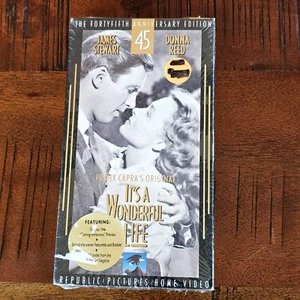 THE FORTYFIFTH ANNIVERSARY EDITION
45
JAMES STEWART
DONNA REED
FRANK CAPRA'S ORIGINAL
IT'S A
WONDERFUL
LIFE
FEATURING:
REPUBLIC PICTURES HOME VIDEO